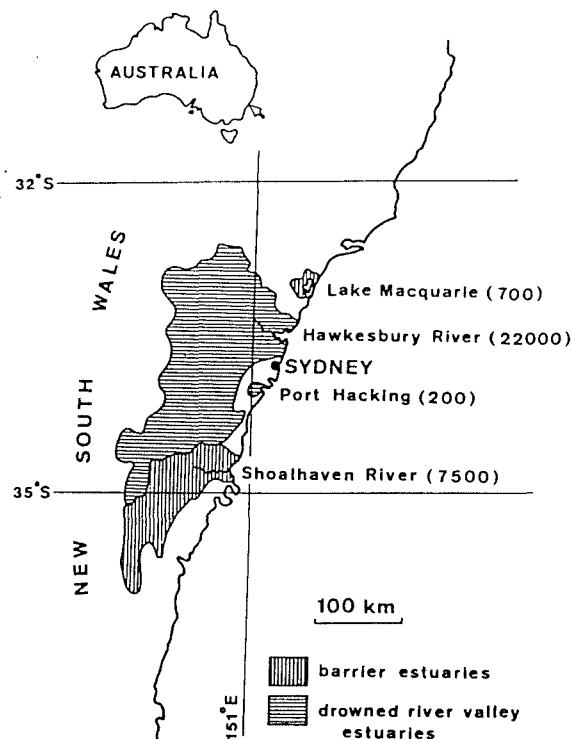 AUSTRALIA
32°S
WALES
Lake Macquarie (700)
Hawkesbury River (22000)
SYDNEY
Port Hacking (200)
SOUTH
Shoalhaven River (7500)
35°S
NEW
100 km
barrier estuaries
151°E
drowned river valley
estuaries